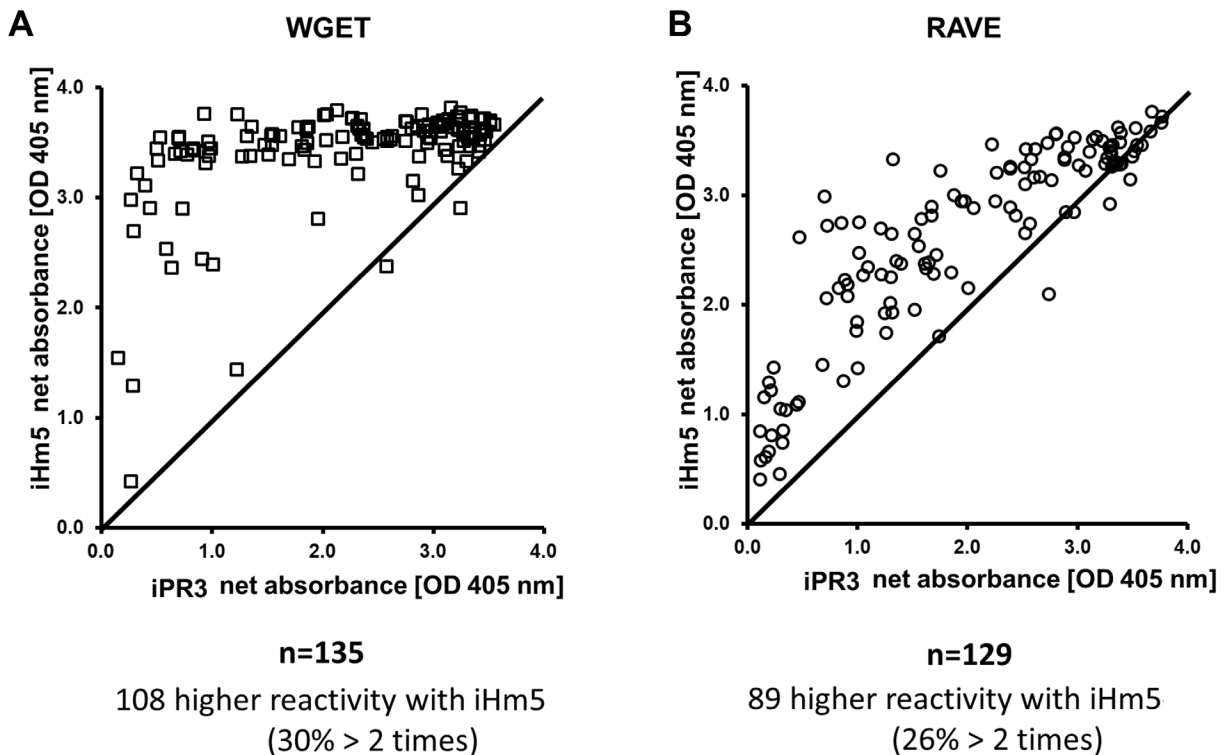 A
WGET
iHm5 net absorbance [OD 405 nm]
4.0
3.0
2.0
1.0
0.0
0.0 1.0 2.0 3.0 4.0
iPR3 net absorbance [OD 405 nm]
n=135
108 higher reactivity with iHm5
(30% > 2 times)
B
RAVE
iHm5 net absorbance [OD 405 nm]
4.0
3.0
2.0
1.0
0.0
0.0 1.0 2.0 3.0 4.0
iPR3 net absorbance [OD 405 nm]
n=129
89 higher reactivity with iHm5
(26% > 2 times)